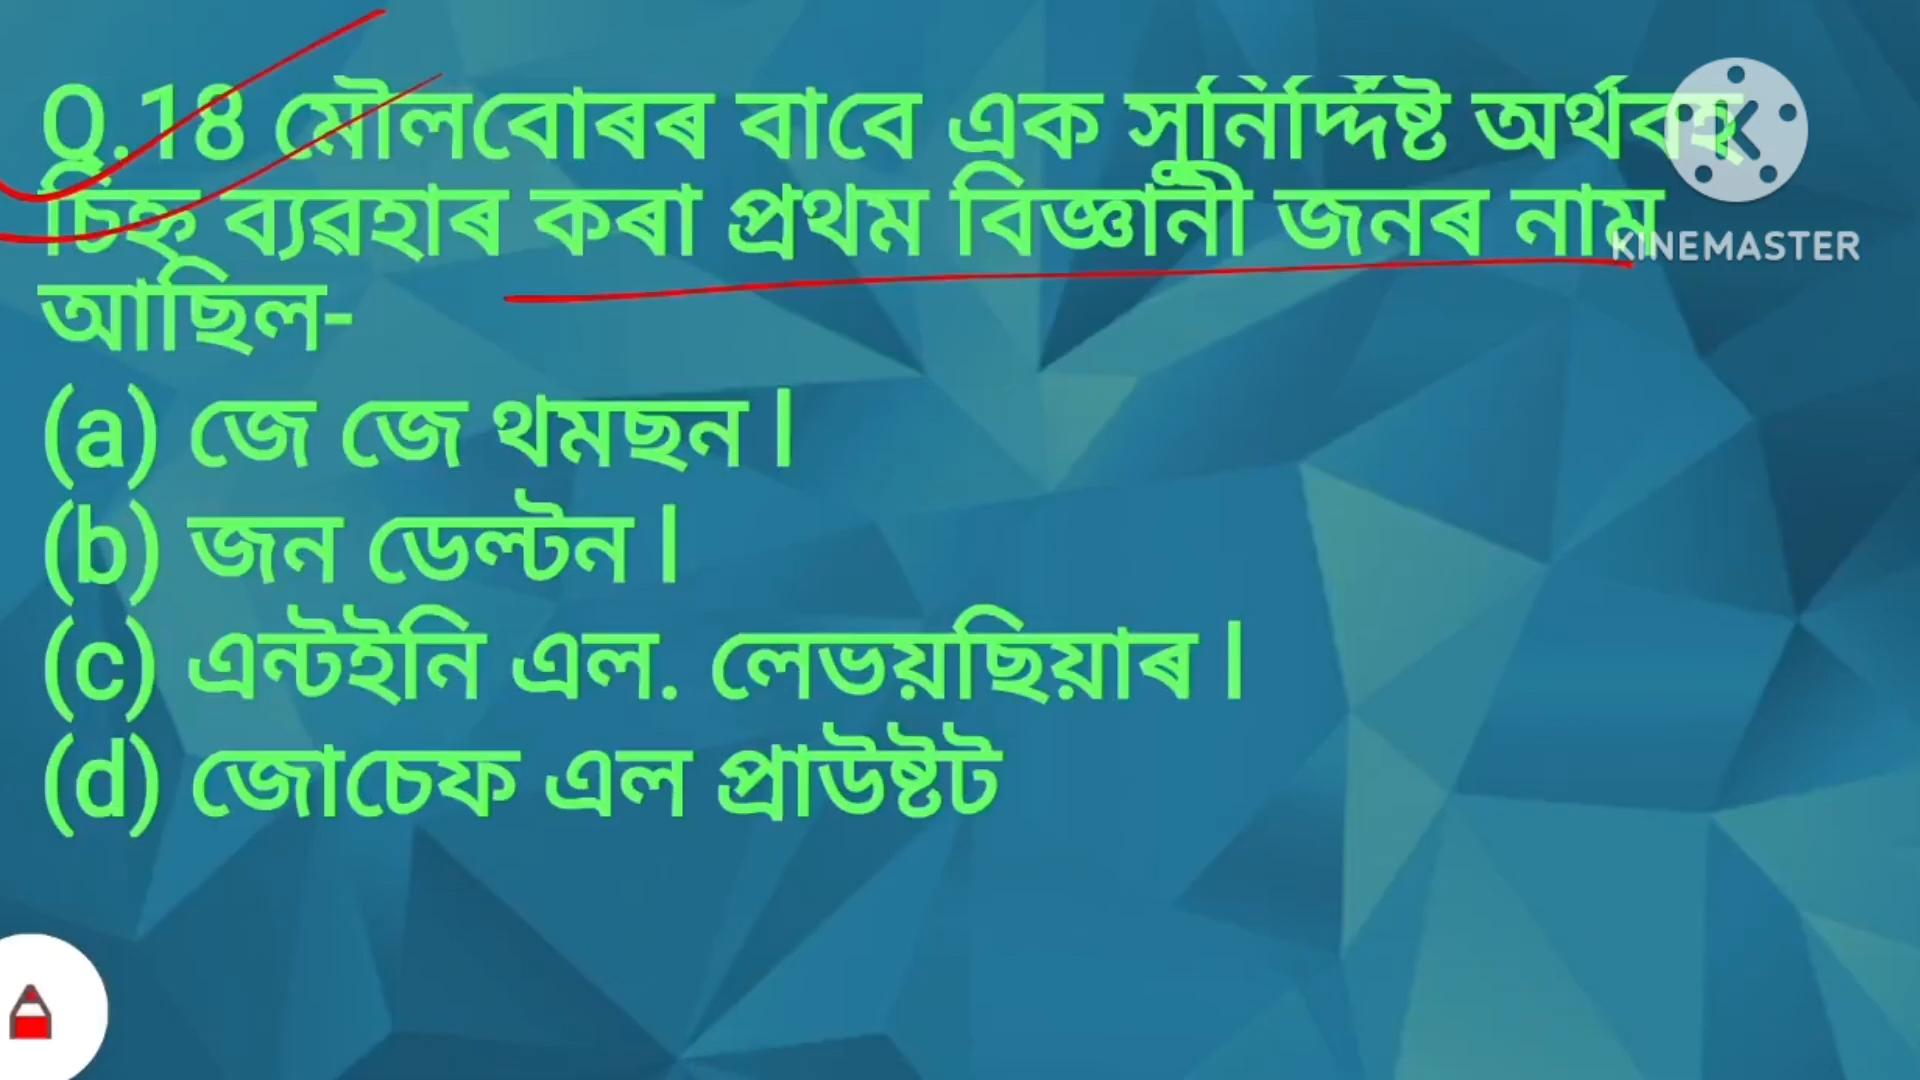 Q.18 মৌলবোৰৰ বাবে এক সুনিৰ্দ্দিষ্ট অৰ্থবহ
চিহ্ন ব্যৱহাৰ কৰা প্ৰথম বিজ্ঞানী জনৰ নাম
আছিল-
(a) জে জে থমছন l
(b) জন ডেল্টন l
(c) এন্টইনি এল. লেভয়ছিয়াৰ l
(d) জোচেফ এল প্ৰাউষ্টট
KINEMASTER